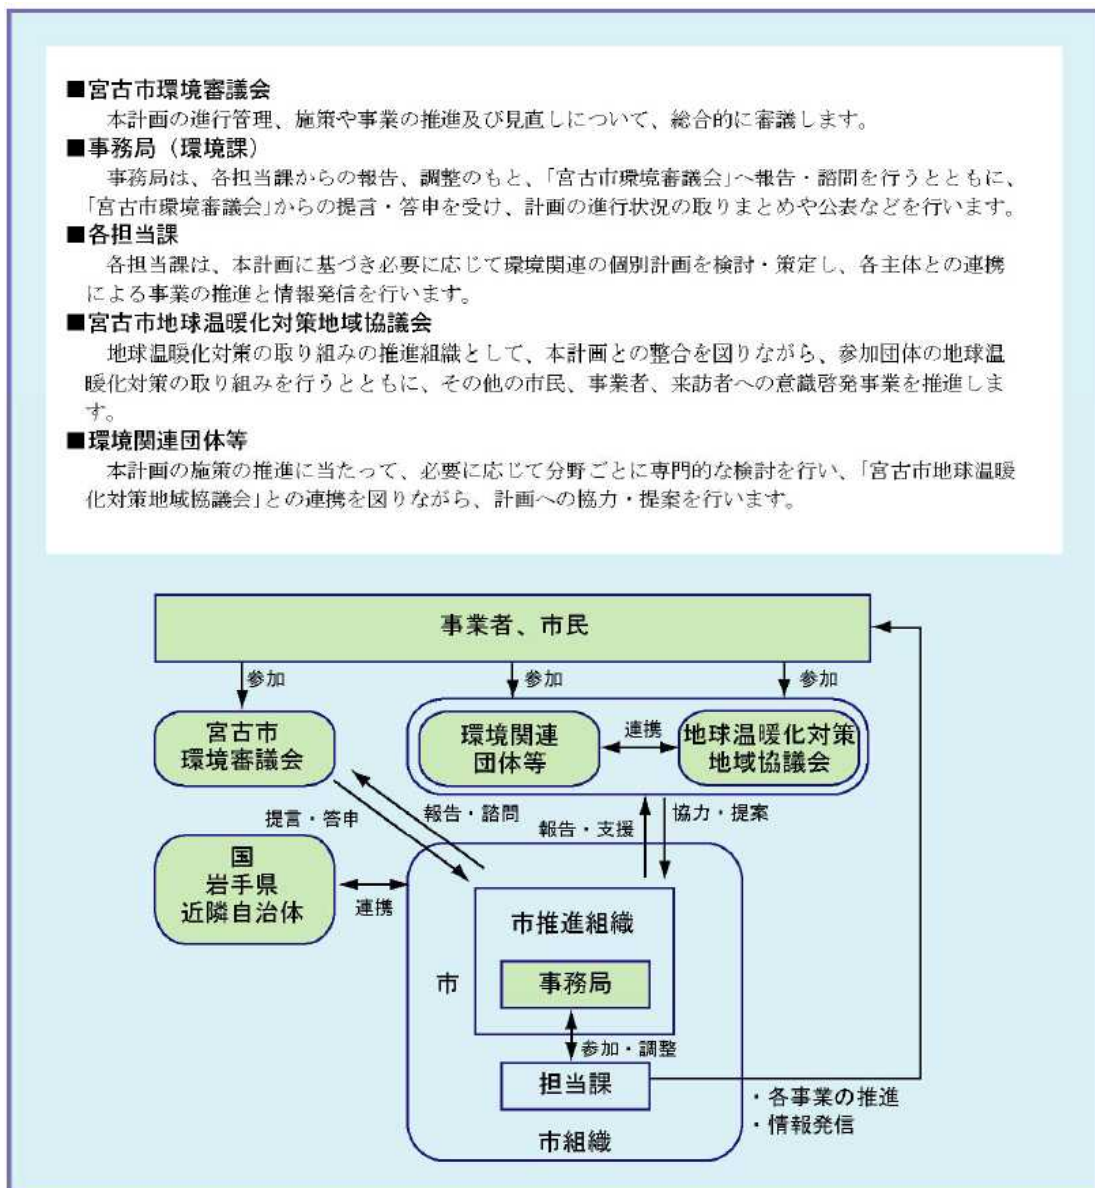 ■宮古市環境審議会
本計画の進行管理、施策や事業の推進及び見直しについて、総合的に審議します。
■事務局（環境課）
事務局は、各担当課からの報告、調整のもと、「宮古市環境審議会」へ報告・諮問を行うとともに、
「宮古市環境審議会」からの提言・答申を受け、計画の進行状況の取りまとめや公表などを行います。
■各担当課
各担当課は、本計画に基づき必要に応じて環境関連の個別計画を検討・策定し、各主体との連携
による事業の推進と情報発信を行います。
■宮古市地球温暖化対策地域協議会
地球温暖化対策の取り組みの推進組織として、本計画との整合を図りながら、参加団体の地球温
暖化対策の取り組みを行うとともに、その他の市民、事業者、来訪者への意識啓発事業を推進しま
す。
■環境関連団体等
本計画の施策の推進に当たって、必要に応じて分野ごとに専門的な検討を行い、「宮古市地球温暖
化対策地域協議会」との連携を図りながら、計画への協力・提案を行います。
事業者、市民
参加
参加
参加
宮古市
環境審議会
環境関連
団体等
連携
地球温暖化対策
地域協議会
提言・答申
報告・諮問
報告・支援
協力・提案
国
岩手県
近隣自治体
連携
市推進組織
市
事務局
参加・調整
担当課
・各事業の推進
・情報発信
市組織